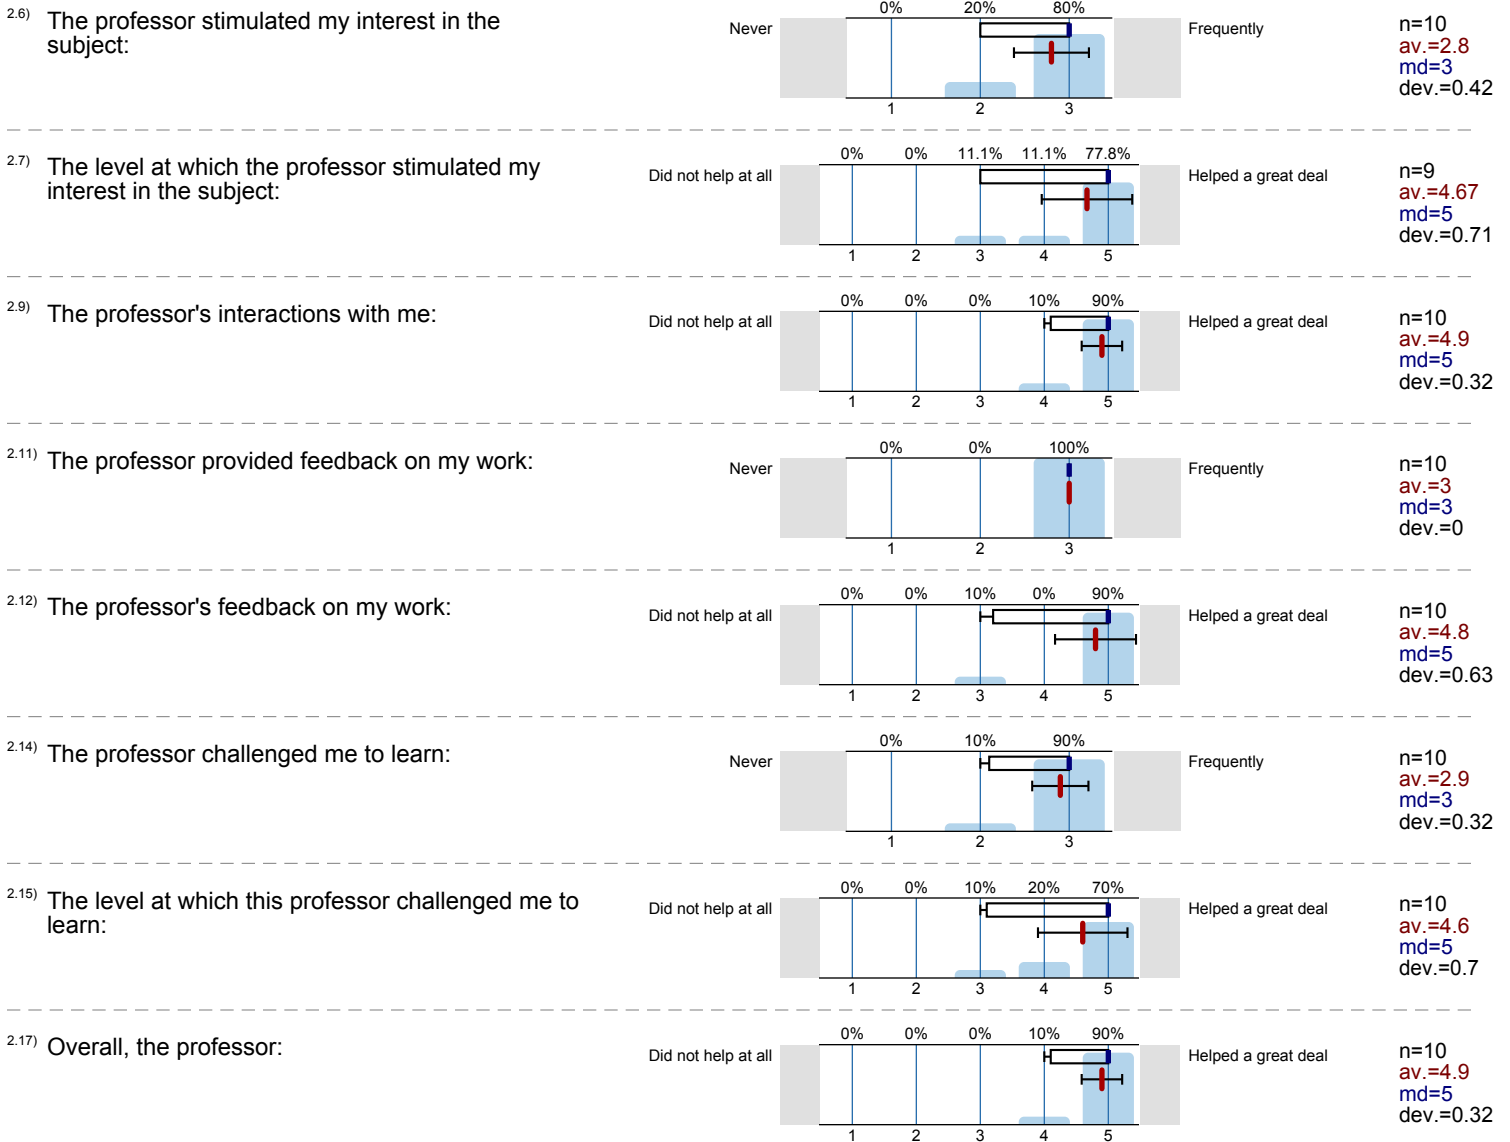 2.6) The professor stimulated my interest in the
subject:
Never
0% 20% 80%
1 2 3
Frequently
n=10
av.=2.8
md=3
dev.=0.42
2.7) The level at which the professor stimulated my
interest in the subject:
Did not help at all
0% 0% 11.1% 11.1% 77.8%
1 2 3 4 5
Helped a great deal
n=9
av.=4.67
md=5
dev.=0.71
2.9) The professor's interactions with me:
Did not help at all
0% 0% 0% 10% 90%
1 2 3 4 5
Helped a great deal
n=10
av.=4.9
md=5
dev.=0.32
2.11) The professor provided feedback on my work:
Never
0% 0% 100%
1 2 3
Frequently
n=10
av.=3
md=3
dev.=0
2.12) The professor's feedback on my work:
Did not help at all
0% 0% 10% 0% 90%
1 2 3 4 5
Helped a great deal
n=10
av.=4.8
md=5
dev.=0.63
2.14) The professor challenged me to learn:
Never
0% 10% 90%
1 2 3
Frequently
n=10
av.=2.9
md=3
dev.=0.32
2.15) The level at which this professor challenged me to
learn:
Did not help at all
0% 0% 10% 20% 70%
1 2 3 4 5
Helped a great deal
n=10
av.=4.6
md=5
dev.=0.7
2.17) Overall, the professor:
Did not help at all
0% 0% 0% 10% 90%
1 2 3 4 5
Helped a great deal
n=10
av.=4.9
md=5
dev.=0.32